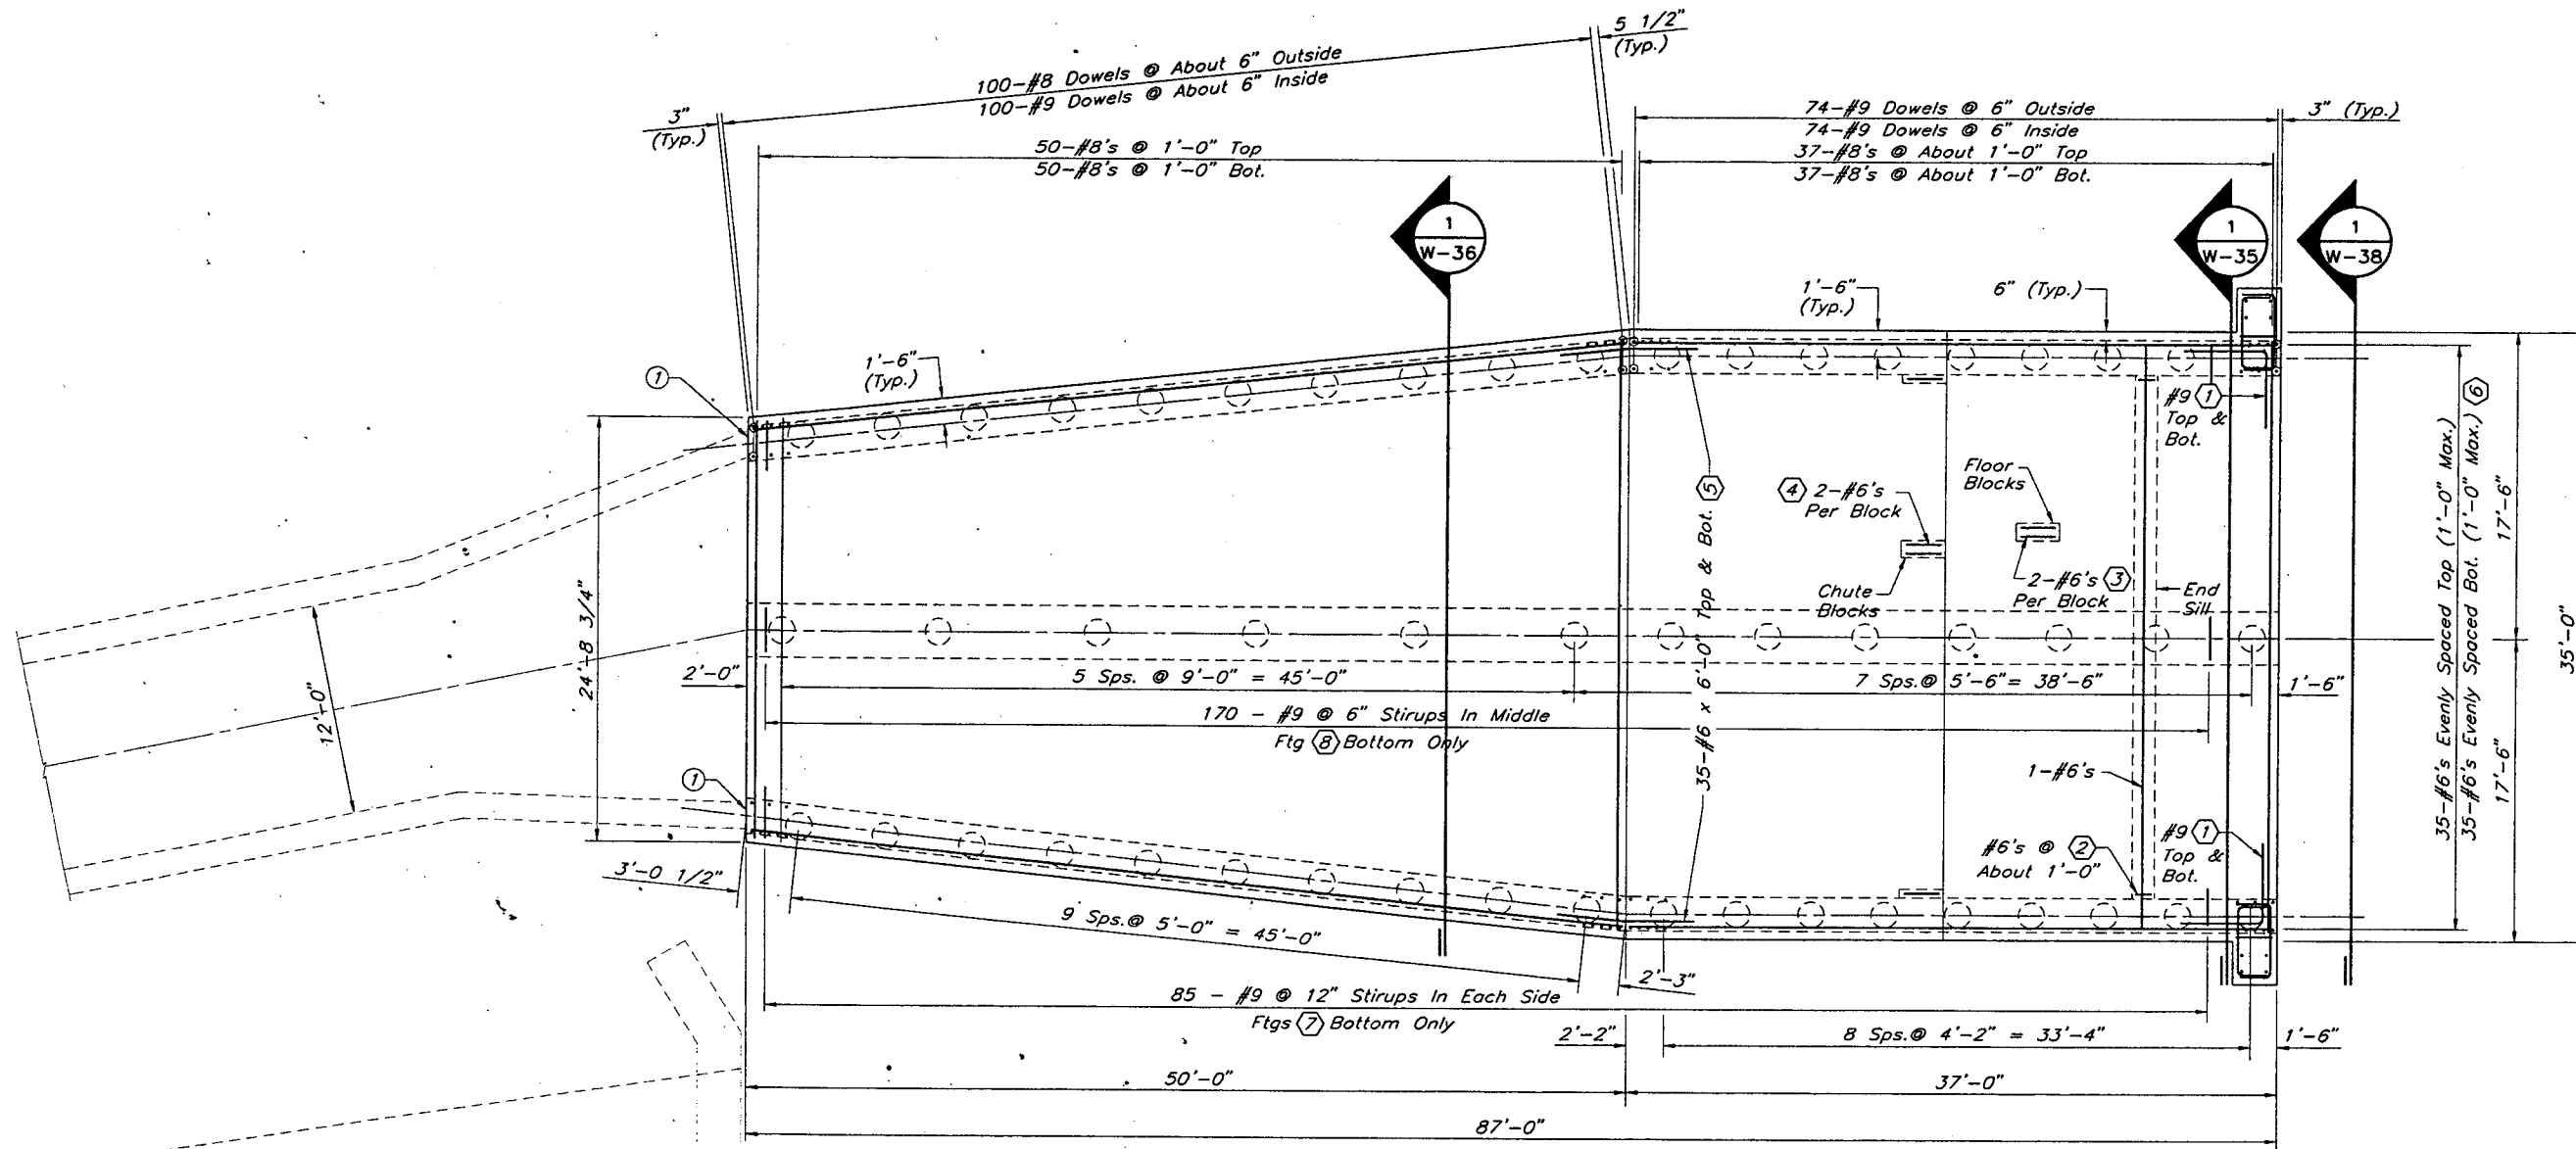 5 1/2"
(Typ.)
100-#8 Dowels @ About 6" Outside
100-#9 Dowels @ About 6" Inside
3"
(Typ.)
50-#8's @ 1'-0" Top
50-#8's @ 1'-0" Bot.
74-#9 Dowels @ 6" Outside
74-#9 Dowels @ 6" Inside
37-#8's @ About 1'-0" Top
37-#8's @ About 1'-0" Bot.
3" (Typ.)
1
W-36
1
W-35
1
W-38
1'-6"
(Typ.)
6" (Typ.)
1'-6"
(Typ.)
1
#9 1
Top &
Bot.
35-#6's Evenly Spaced Top (1'-0" Max.)
35-#6's Evenly Spaced Bot. (1'-0" Max.) 6
17'-6"
17'-6"
35'-0"
35-#6 x 6'-0" Top & Bot. 5
4 2-#6's
Per Block
Floor
Blocks
Chute
Blocks
2-#6's 3
Per Block
End
Sill
24'-8 3/4"
12'-0"
2'-0"
5 Sps. @ 9'-0" = 45'-0"
7 Sps.@ 5'-6"= 38'-6"
1'-6"
170 - #9 @ 6" Stirups In Middle
Ftg 8 Bottom Only
1
1-#6's
#6's @ 2
About 1'-0"
#9 1
Top &
Bot.
3'-0 1/2"
9 Sps.@ 5'-0" = 45'-0"
2'-3"
85 - #9 @ 12" Stirups In Each Side
Ftgs 7 Bottom Only
2'-2"
8 Sps.@ 4'-2" = 33'-4"
1'-6"
50'-0"
37'-0"
87'-0"